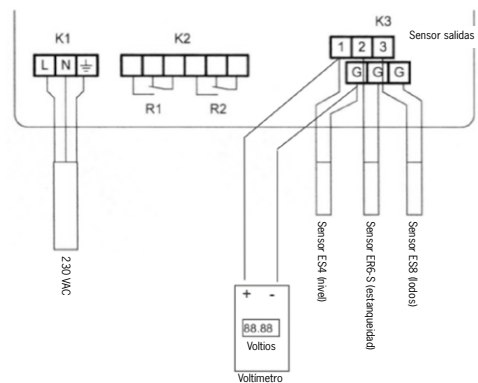 K1
K2
K3
Sensor salidas
L N
1 2 3
G G G
R1 R2
230 VAC
Sensor ES4 (nivel)
Sensor ER6-S (estanqueidad)
Sensor ES8 (lodos)
+ -
88.88
Voltios
Voltímetro